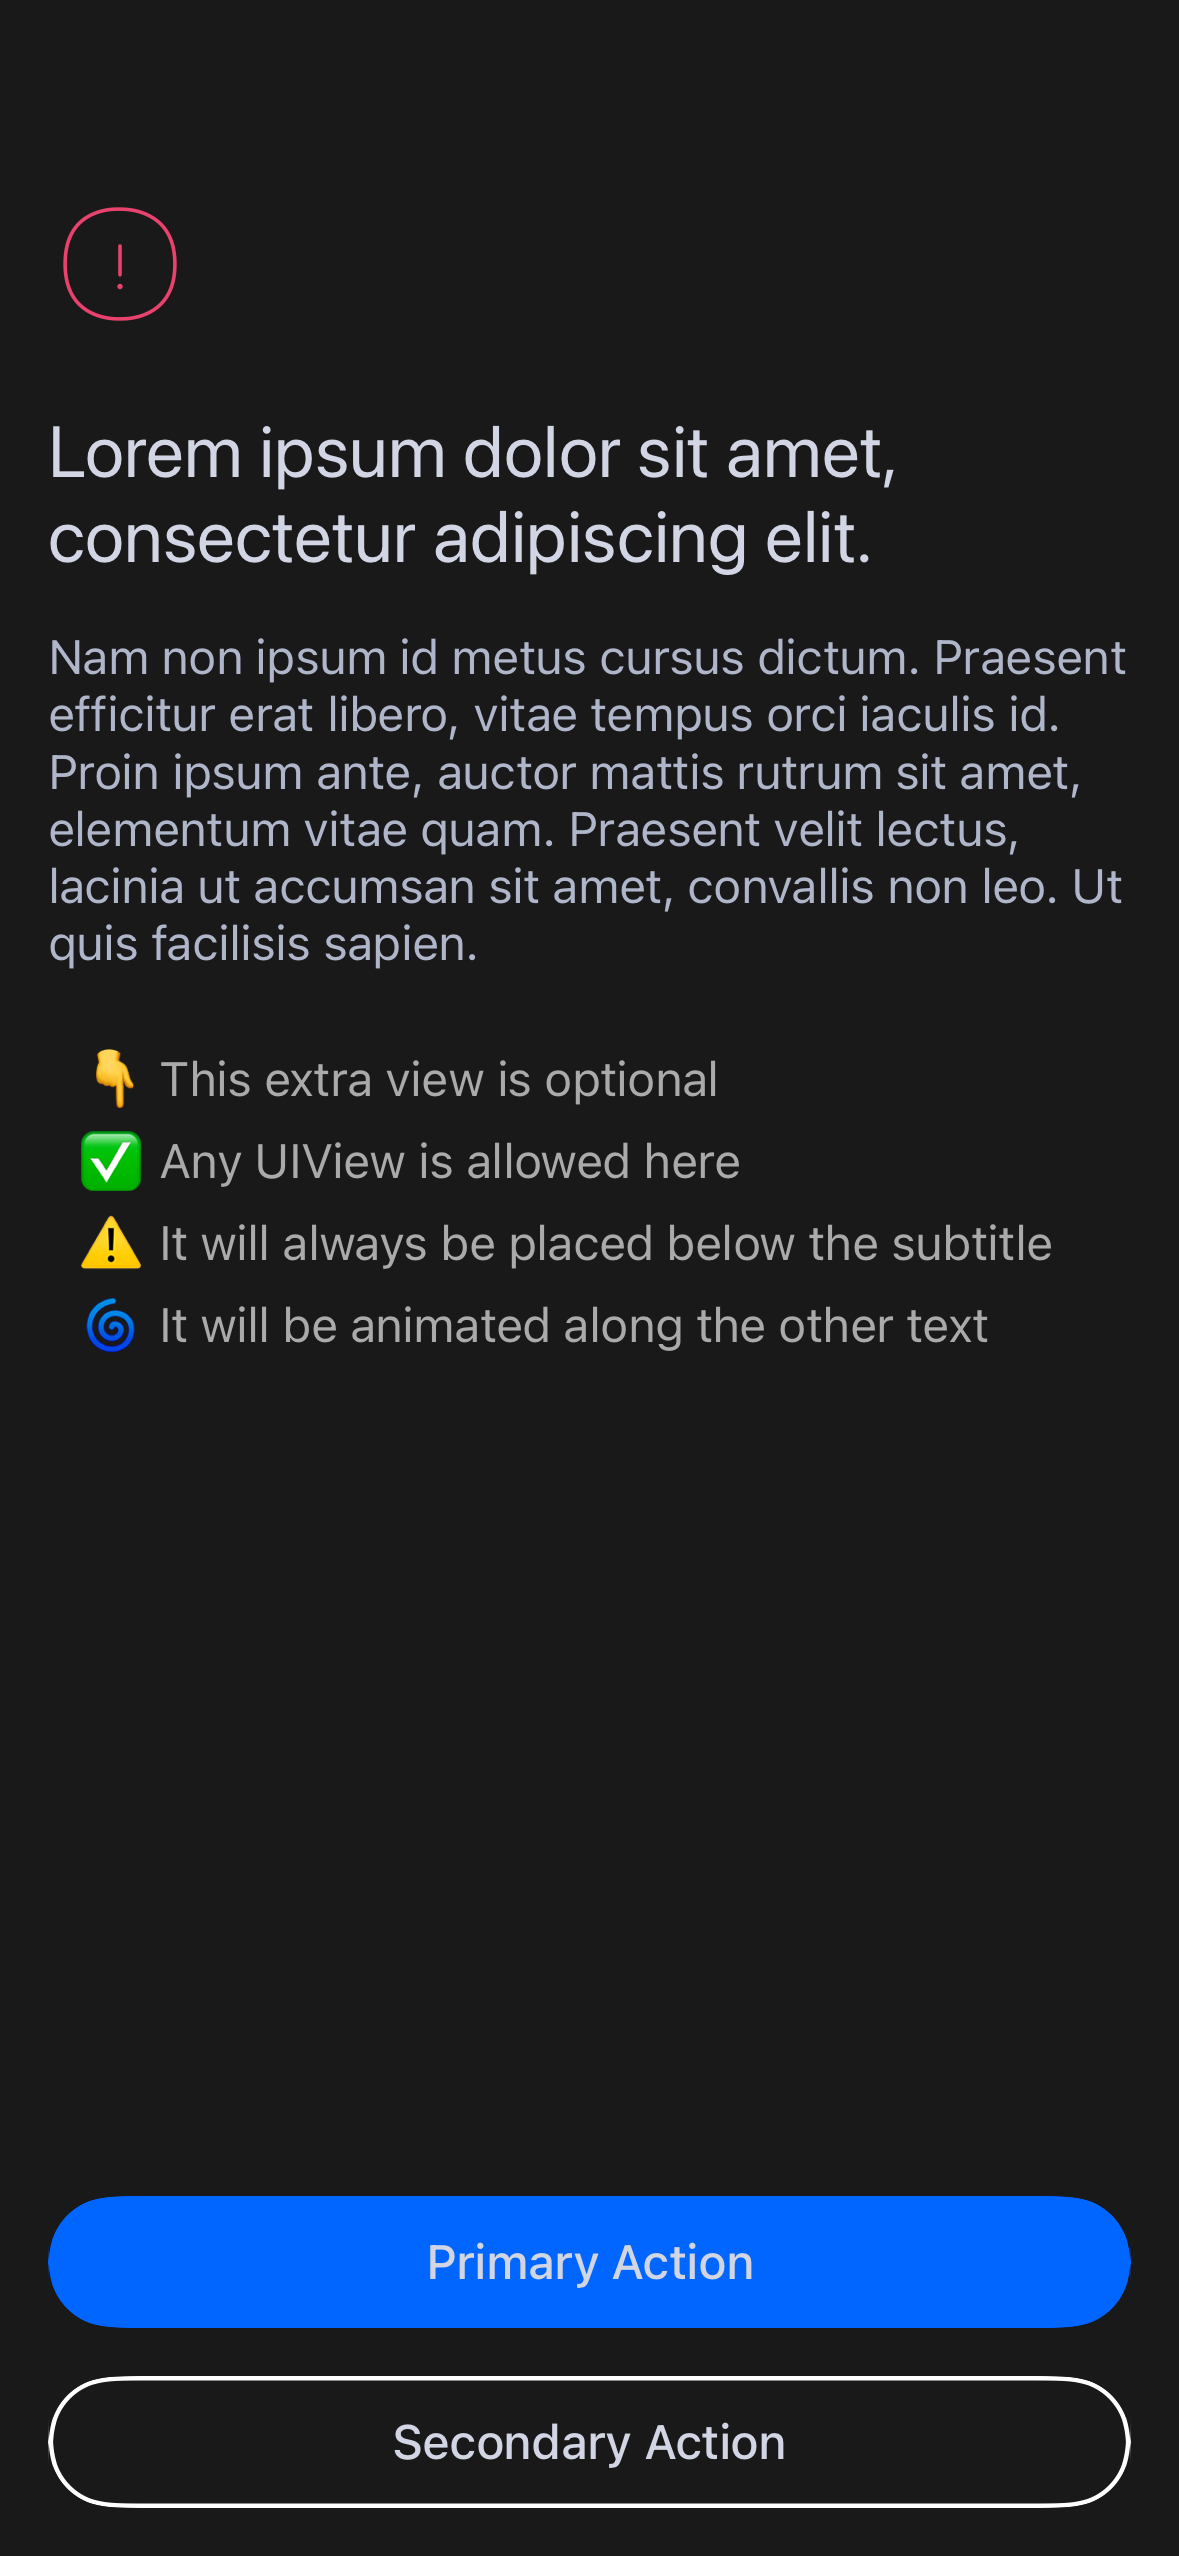 Lorem ipsum dolor sit amet,
consectetur adipiscing elit.
Nam non ipsum id metus cursus dictum. Praesent
efficitur erat libero, vitae tempus orci iaculis id.
Proin ipsum ante, auctor mattis rutrum sit amet,
elementum vitae quam. Praesent velit lectus,
lacinia ut accumsan sit amet, convallis non leo. Ut
quis facilisis sapien.
👇 This extra view is optional
✅ Any UIView is allowed here
⚠️ It will always be placed below the subtitle
🌀 It will be animated along the other text
Primary Action
Secondary Action